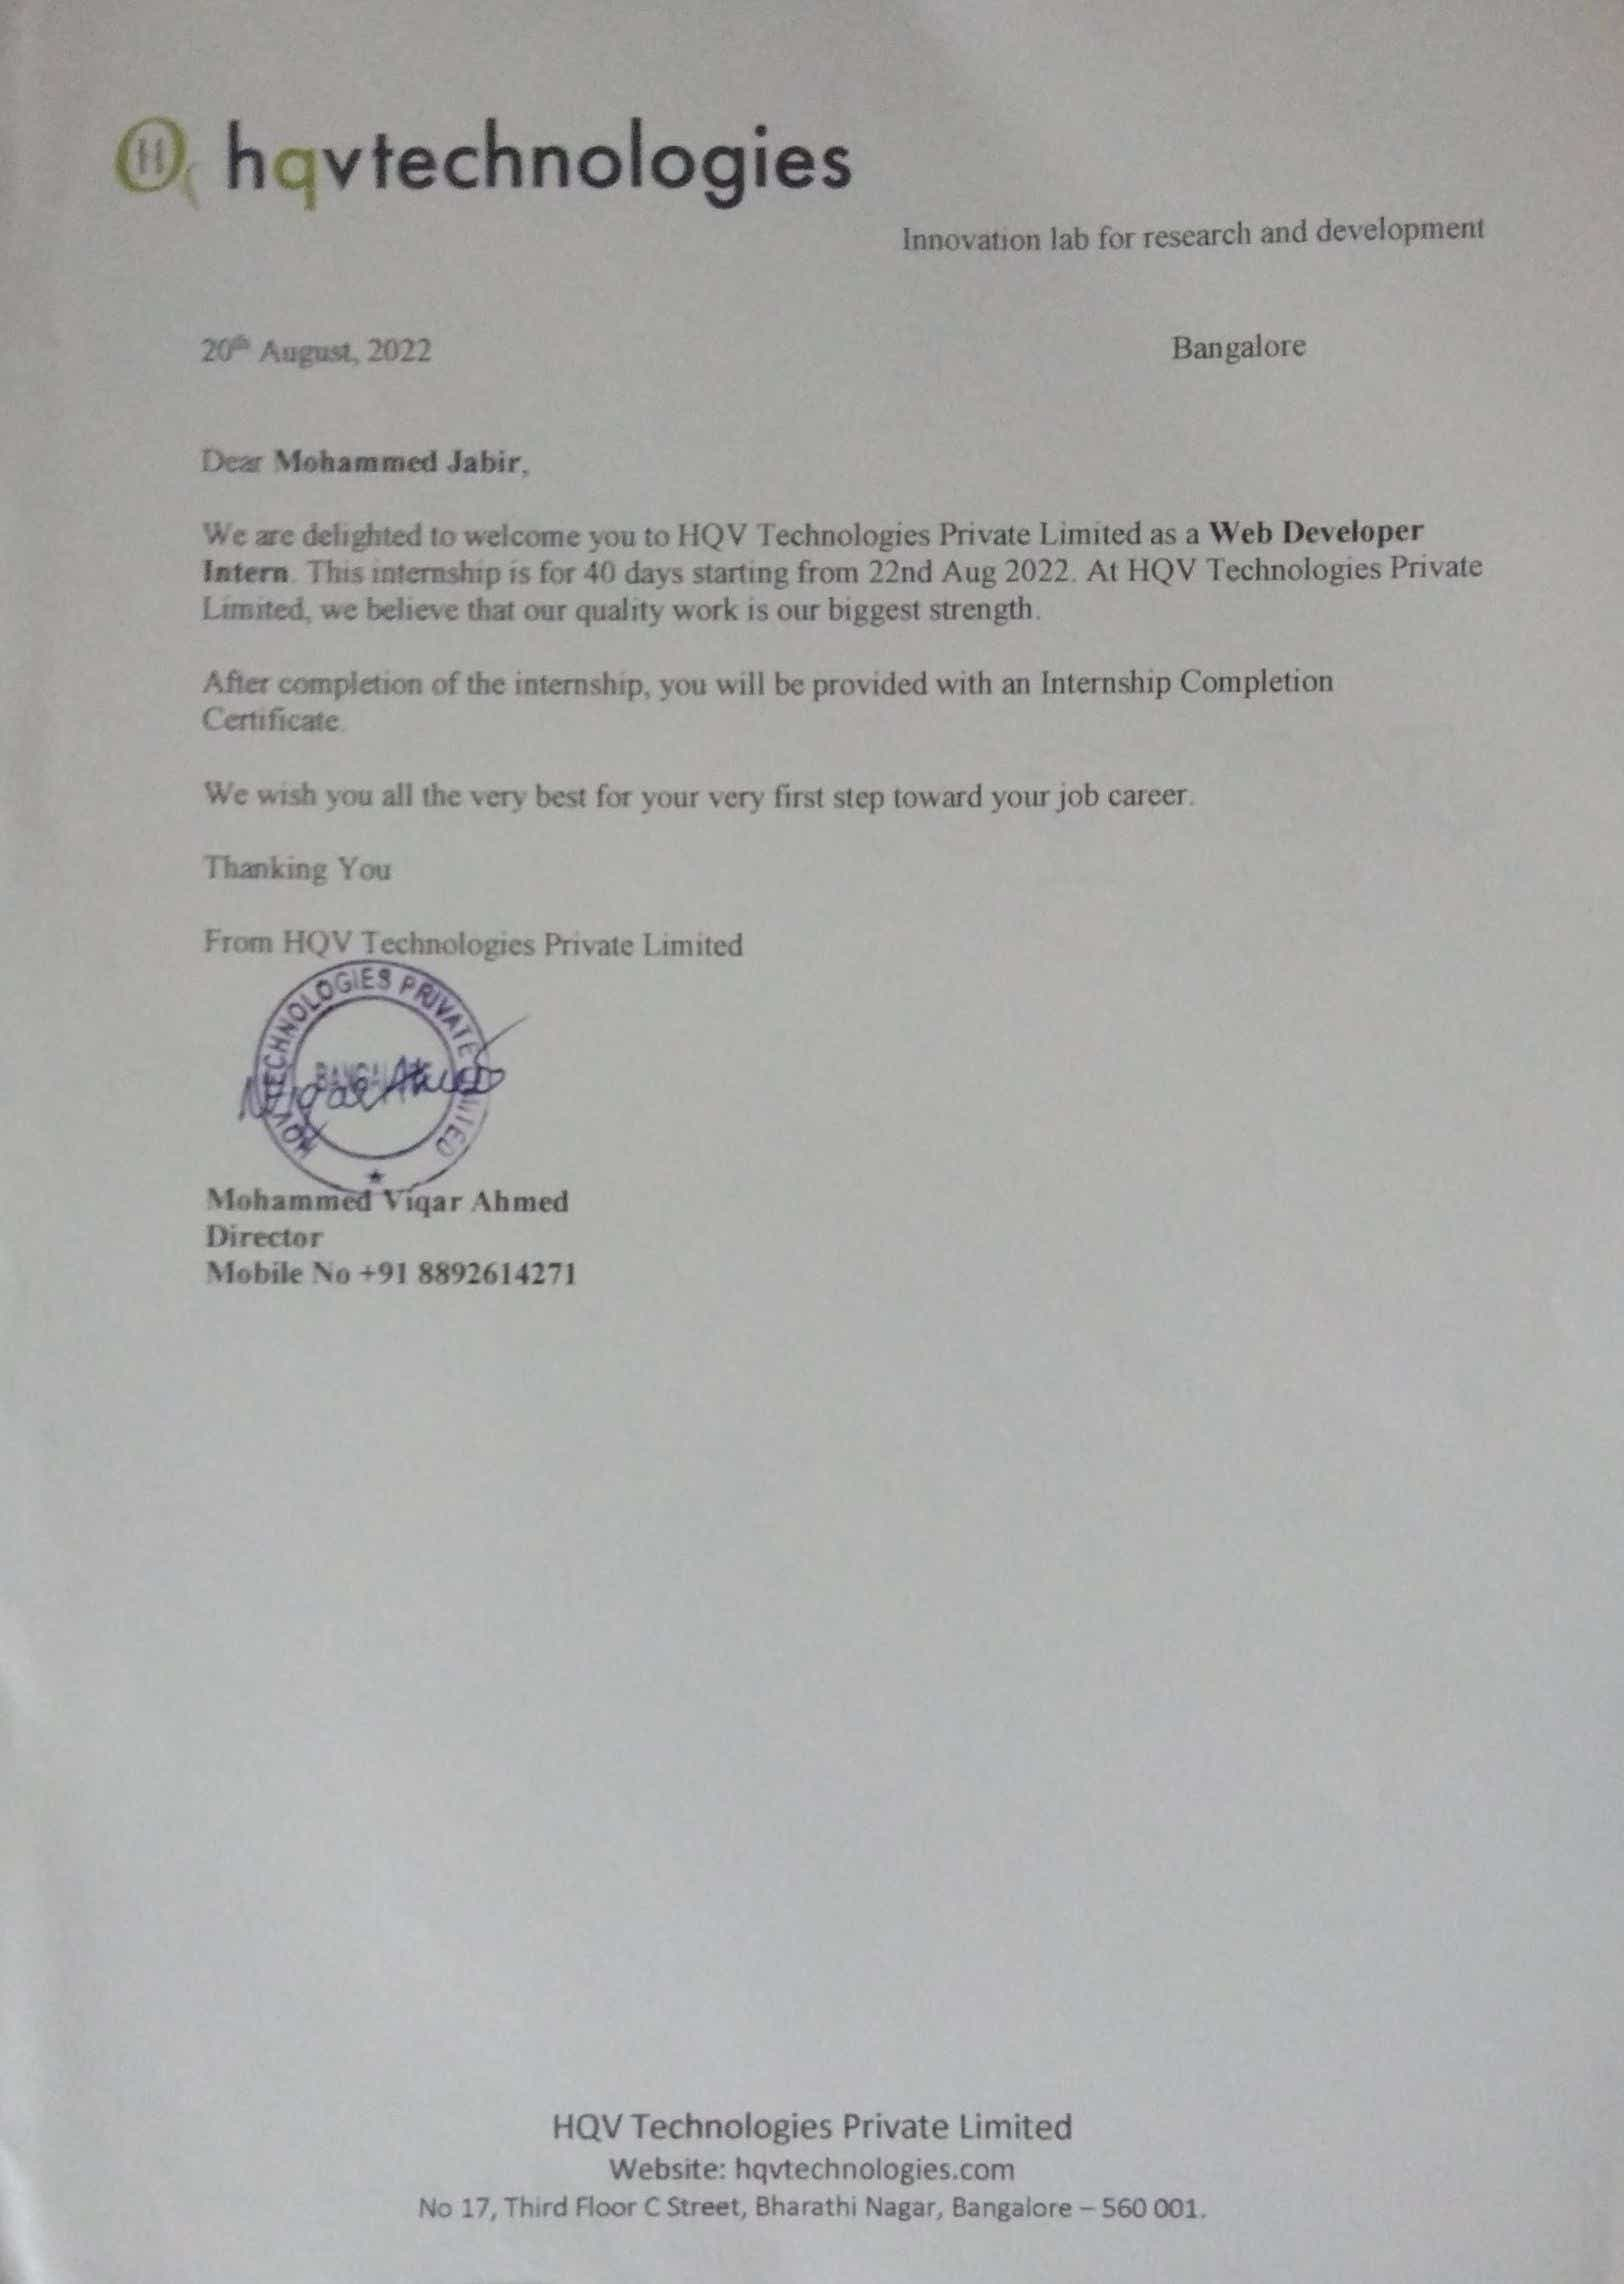 hqvtechnologies
Innovation lab for research and development
20th August, 2022 Bangalore
Dear Mohammed Jabir,
We are delighted to welcome you to HQV Technologies Private Limited as a Web Developer
Intern. This internship is for 40 days starting from 22nd Aug 2022. At HQV Technologies Private
Limited, we believe that our quality work is our biggest strength.
After completion of the internship, you will be provided with an Internship Completion
Certificate.
We wish you all the very best for your very first step toward your job career.
Thanking You
From HQV Technologies Private Limited
HQV TECHNOLOGIES PRIVATE LIMITED
Viqar Ahmed
Mohammed Viqar Ahmed
Director
Mobile No +91 8892614271
HQV Technologies Private Limited
Website: hqvtechnologies.com
No 17, Third Floor C Street, Bharathi Nagar, Bangalore – 560 001.